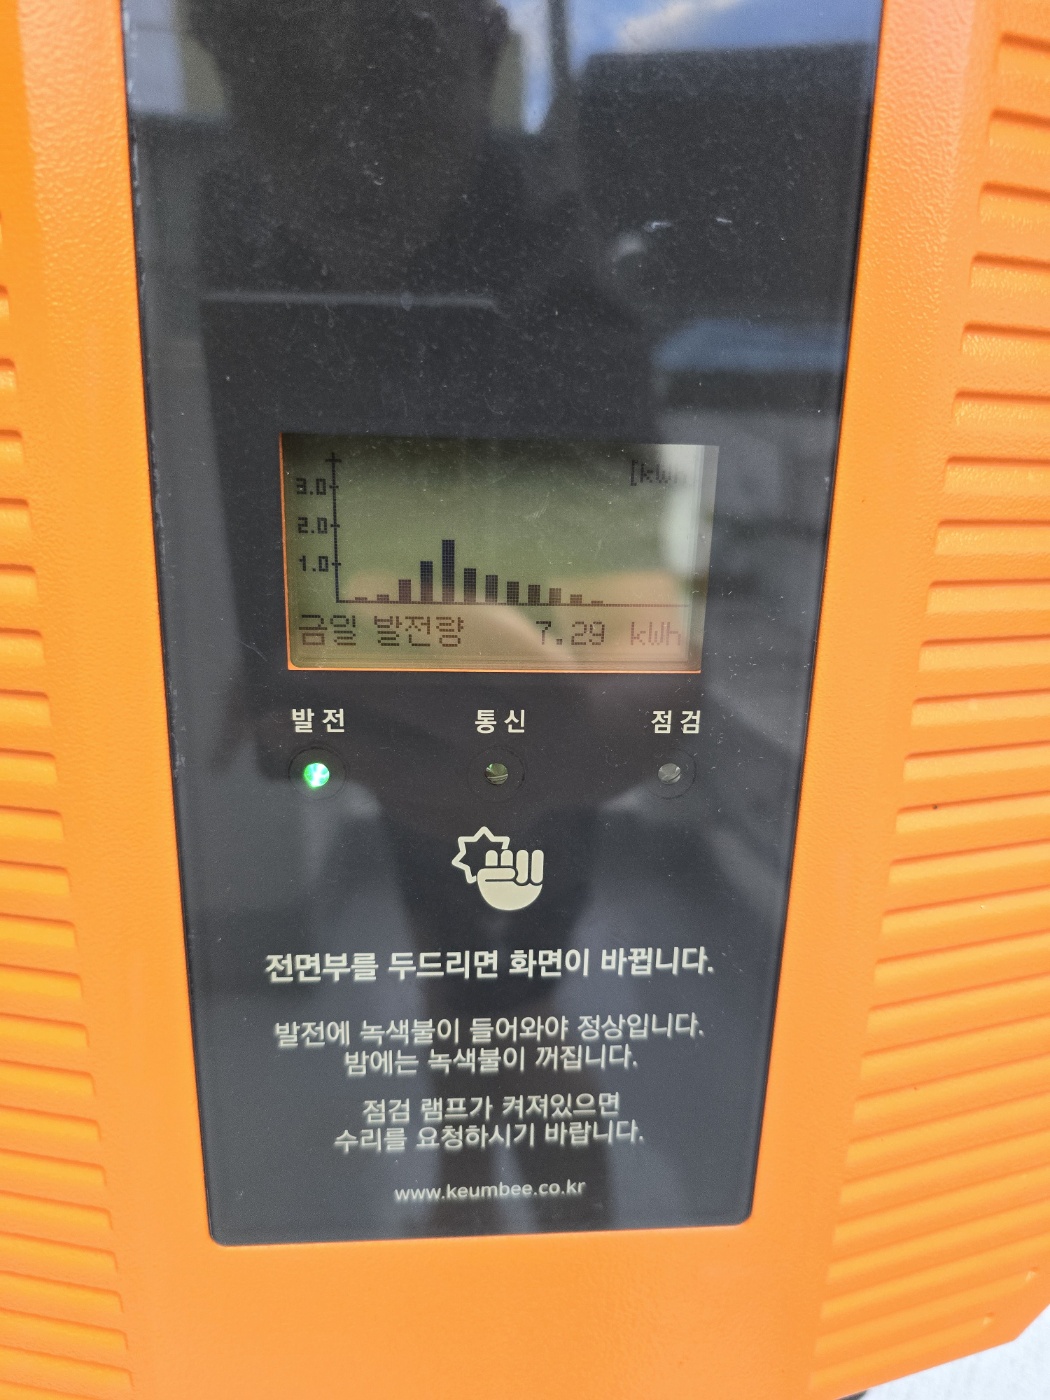 [kWh
3.0
2.0
1.0
금일 발전량 7.29 kWh
발전 통신 점검
전면부를 두드리면 화면이 바뀝니다.
발전에 녹색불이 들어와야 정상입니다.
밤에는 녹색불이 꺼집니다.
점검 램프가 켜져있으면
수리를 요청하시기 바랍니다.
www.keumbee.co.kr